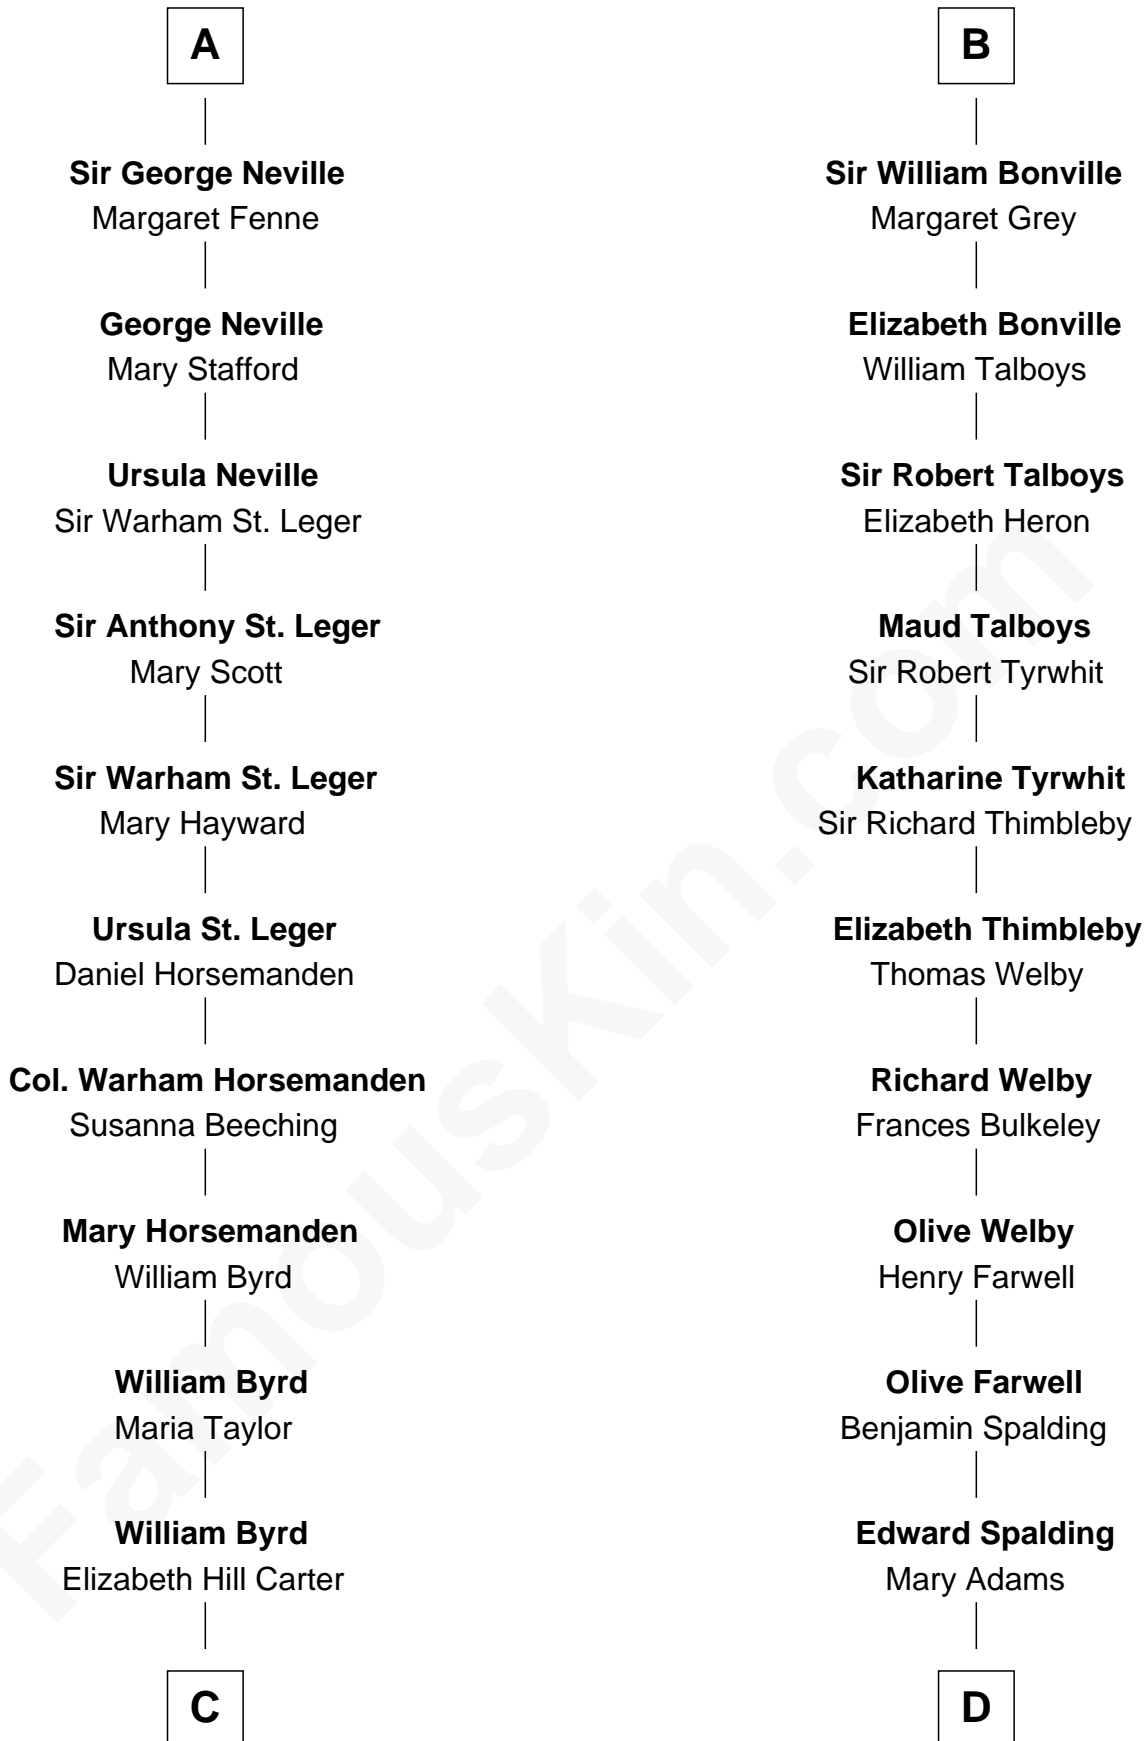 A
Sir George Neville
Margaret Fenne
George Neville
Mary Stafford
Ursula Neville
Sir Warham St. Leger
Sir Anthony St. Leger
Mary Scott
Sir Warham St. Leger
Mary Hayward
Ursula St. Leger
Daniel Horsemanden
Col. Warham Horsemanden
Susanna Beeching
Mary Horsemanden
William Byrd
William Byrd
Maria Taylor
William Byrd
Elizabeth Hill Carter
C
B
Sir William Bonville
Margaret Grey
Elizabeth Bonville
William Talboys
Sir Robert Talboys
Elizabeth Heron
Maud Talboys
Sir Robert Tyrwhit
Katharine Tyrwhit
Sir Richard Thimbleby
Elizabeth Thimbleby
Thomas Welby
Richard Welby
Frances Bulkeley
Olive Welby
Henry Farwell
Olive Farwell
Benjamin Spalding
Edward Spalding
Mary Adams
D
FamousKin.com